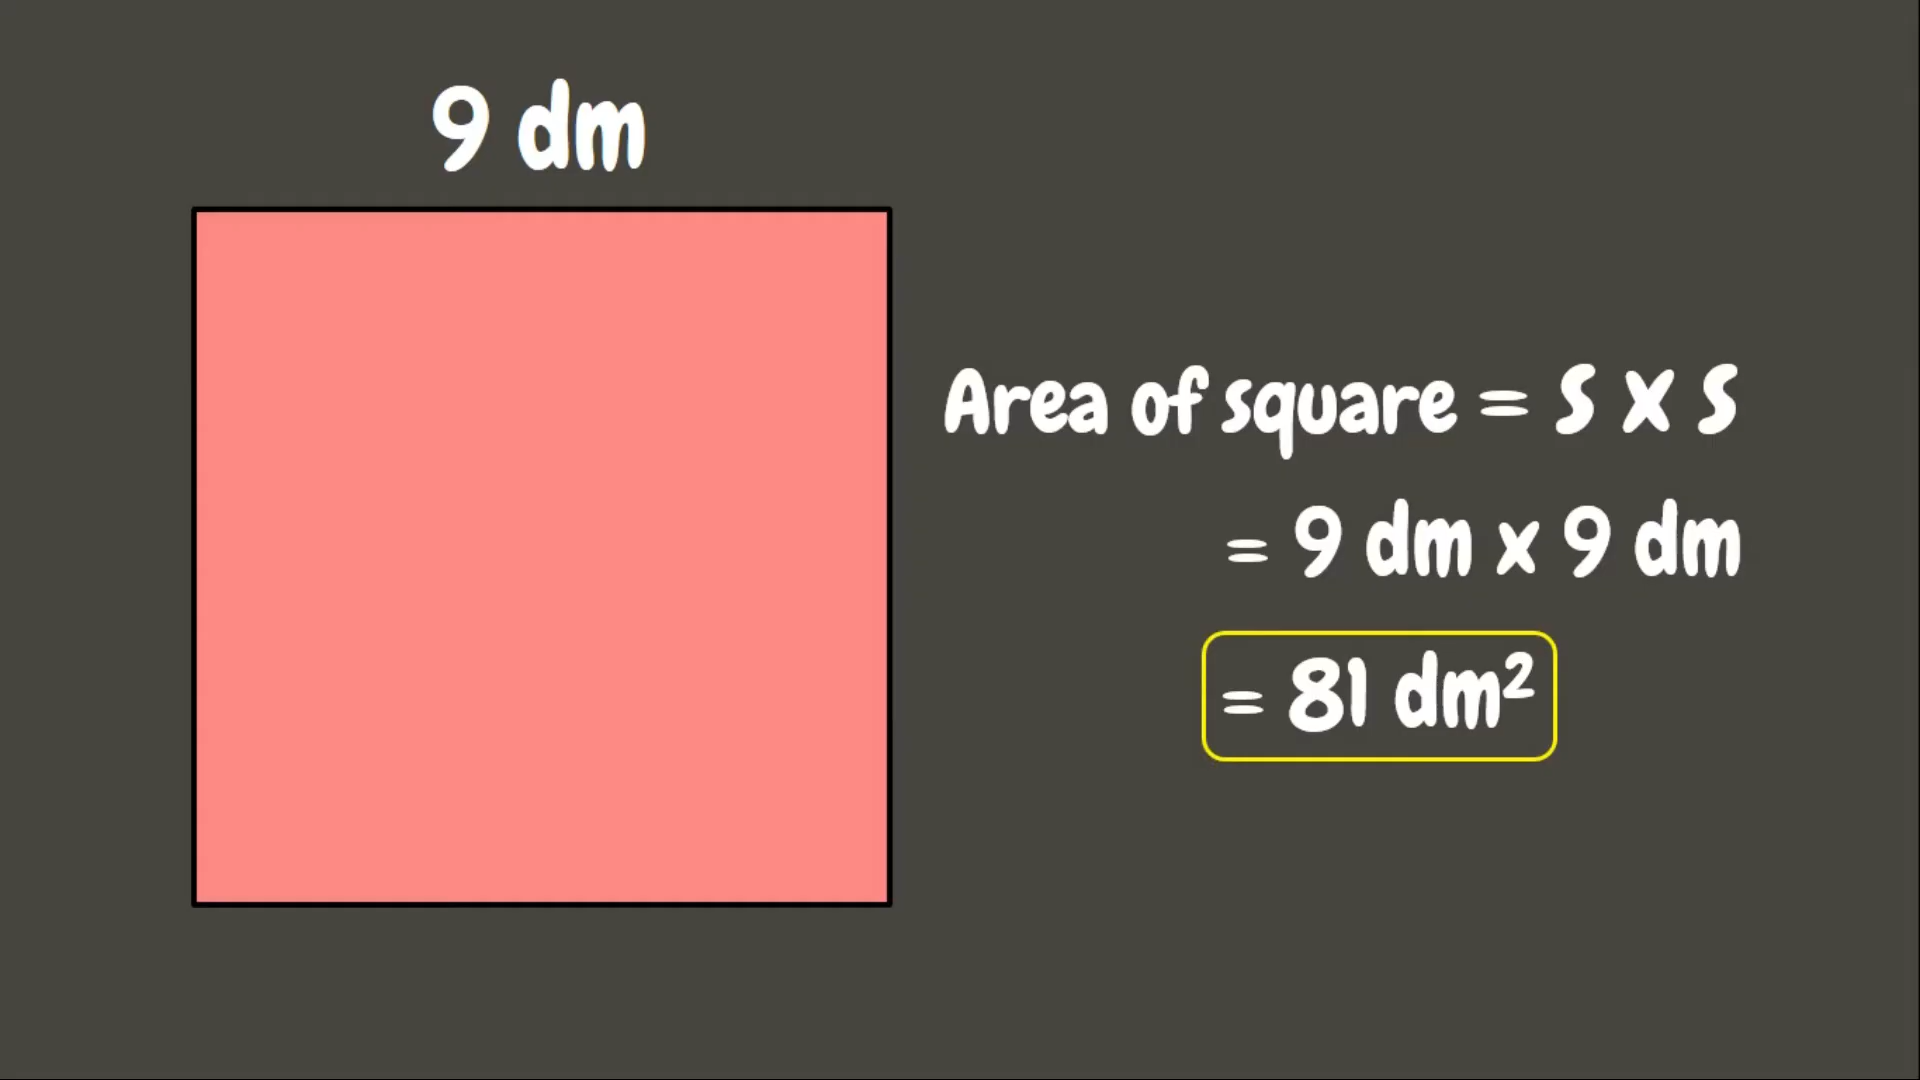 9 dm
Area of square = S X S
= 9 dm x 9 dm
= 81 dm²